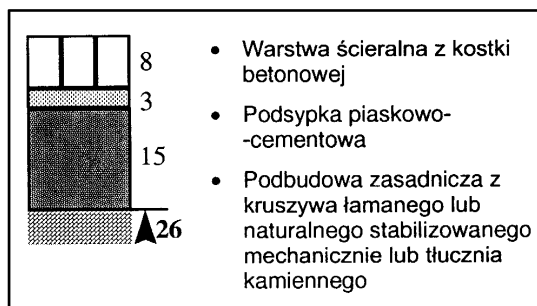 8
3
15
26
• Warstwa ścieralna z kostki
betonowej
• Podsypka piaskowo-
-cementowa
• Podbudowa zasadnicza z
kruszywa łamanego lub
naturalnego stabilizowanego
mechanicznie lub tłucznia
kamiennego